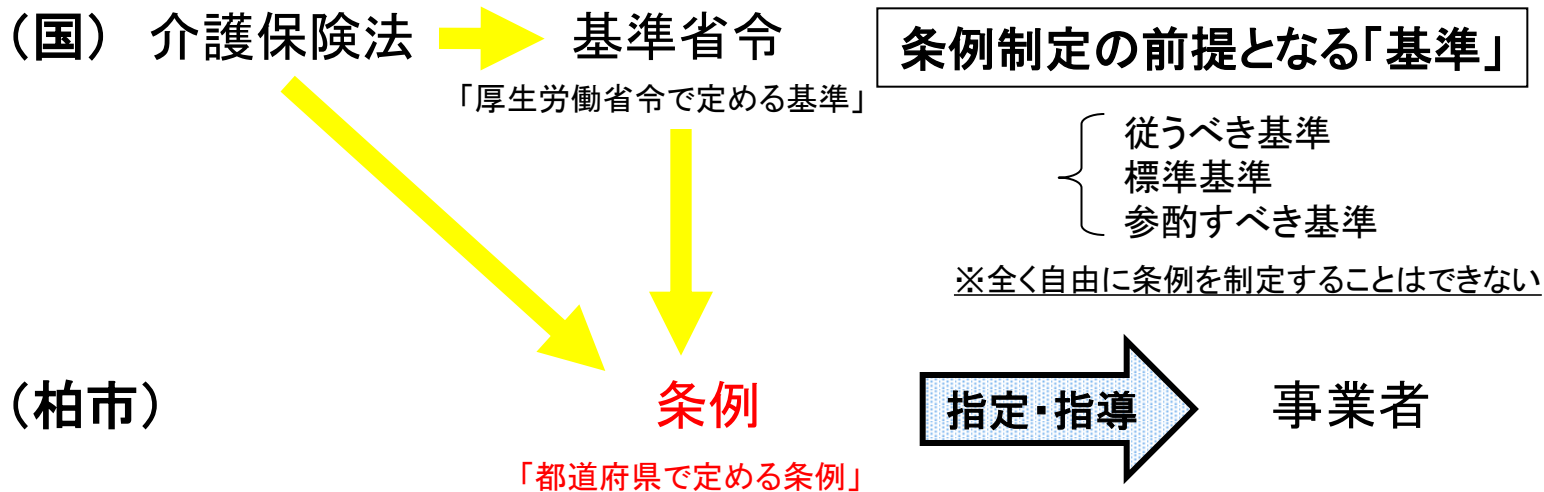 （国） 介護保険法 基準省令 条例制定の前提となる「基準」
「厚生労働省令で定める基準」
従うべき基準
標準基準
参酌すべき基準
※全く自由に条例を制定することはできない
（柏市） 条例 指定・指導 事業者
「都道府県で定める条例」